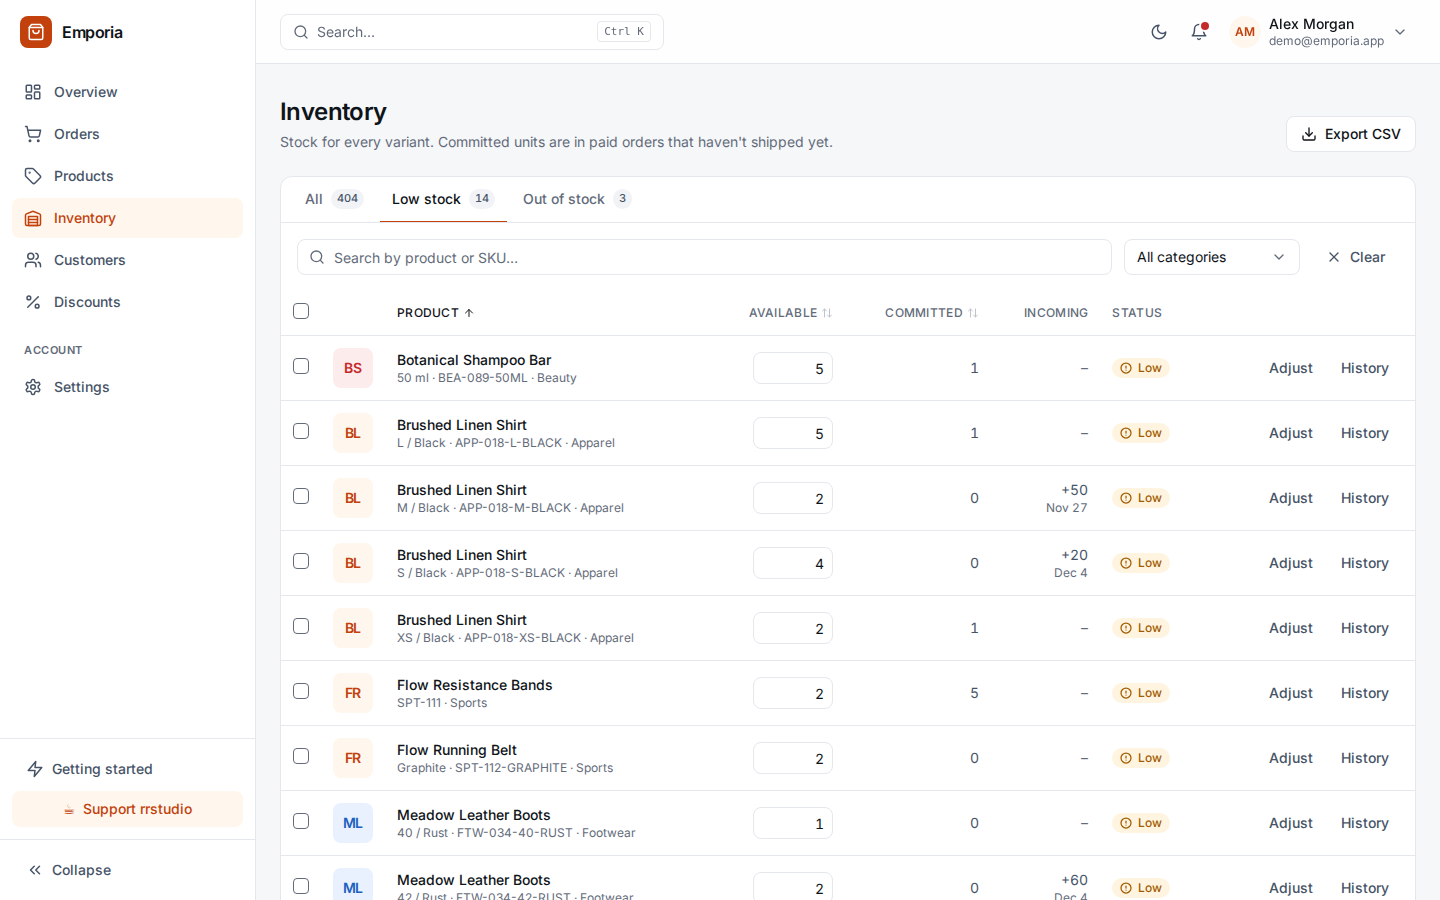 Emporia
Search...
Ctrl K
AM
Alex Morgan
demo@emporia.app
Overview
Orders
Products
Inventory
Customers
Discounts
ACCOUNT
Settings
Getting started
Support rrstudio
Collapse
Inventory
Stock for every variant. Committed units are in paid orders that haven't shipped yet.
Export CSV
All 404
Low stock 14
Out of stock 3
Search by product or SKU...
All categories
Clear
PRODUCT AVAILABLE COMMITTED INCOMING STATUS
BS Botanical Shampoo Bar 5 1 – Low Adjust History
50 ml · BEA-089-50ML · Beauty
BL Brushed Linen Shirt 5 1 – Low Adjust History
L / Black · APP-018-L-BLACK · Apparel
BL Brushed Linen Shirt 2 0 +50 Low Adjust History
M / Black · APP-018-M-BLACK · Apparel Nov 27
BL Brushed Linen Shirt 4 0 +20 Low Adjust History
S / Black · APP-018-S-BLACK · Apparel Dec 4
BL Brushed Linen Shirt 2 1 – Low Adjust History
XS / Black · APP-018-XS-BLACK · Apparel
FR Flow Resistance Bands 2 5 – Low Adjust History
SPT-111 · Sports
FR Flow Running Belt 2 0 – Low Adjust History
Graphite · SPT-112-GRAPHITE · Sports
ML Meadow Leather Boots 1 0 – Low Adjust History
40 / Rust · FTW-034-40-RUST · Footwear
ML Meadow Leather Boots 2 0 +60 Low Adjust History
42 / Rust · FTW-034-42-RUST · Footwear Dec 4